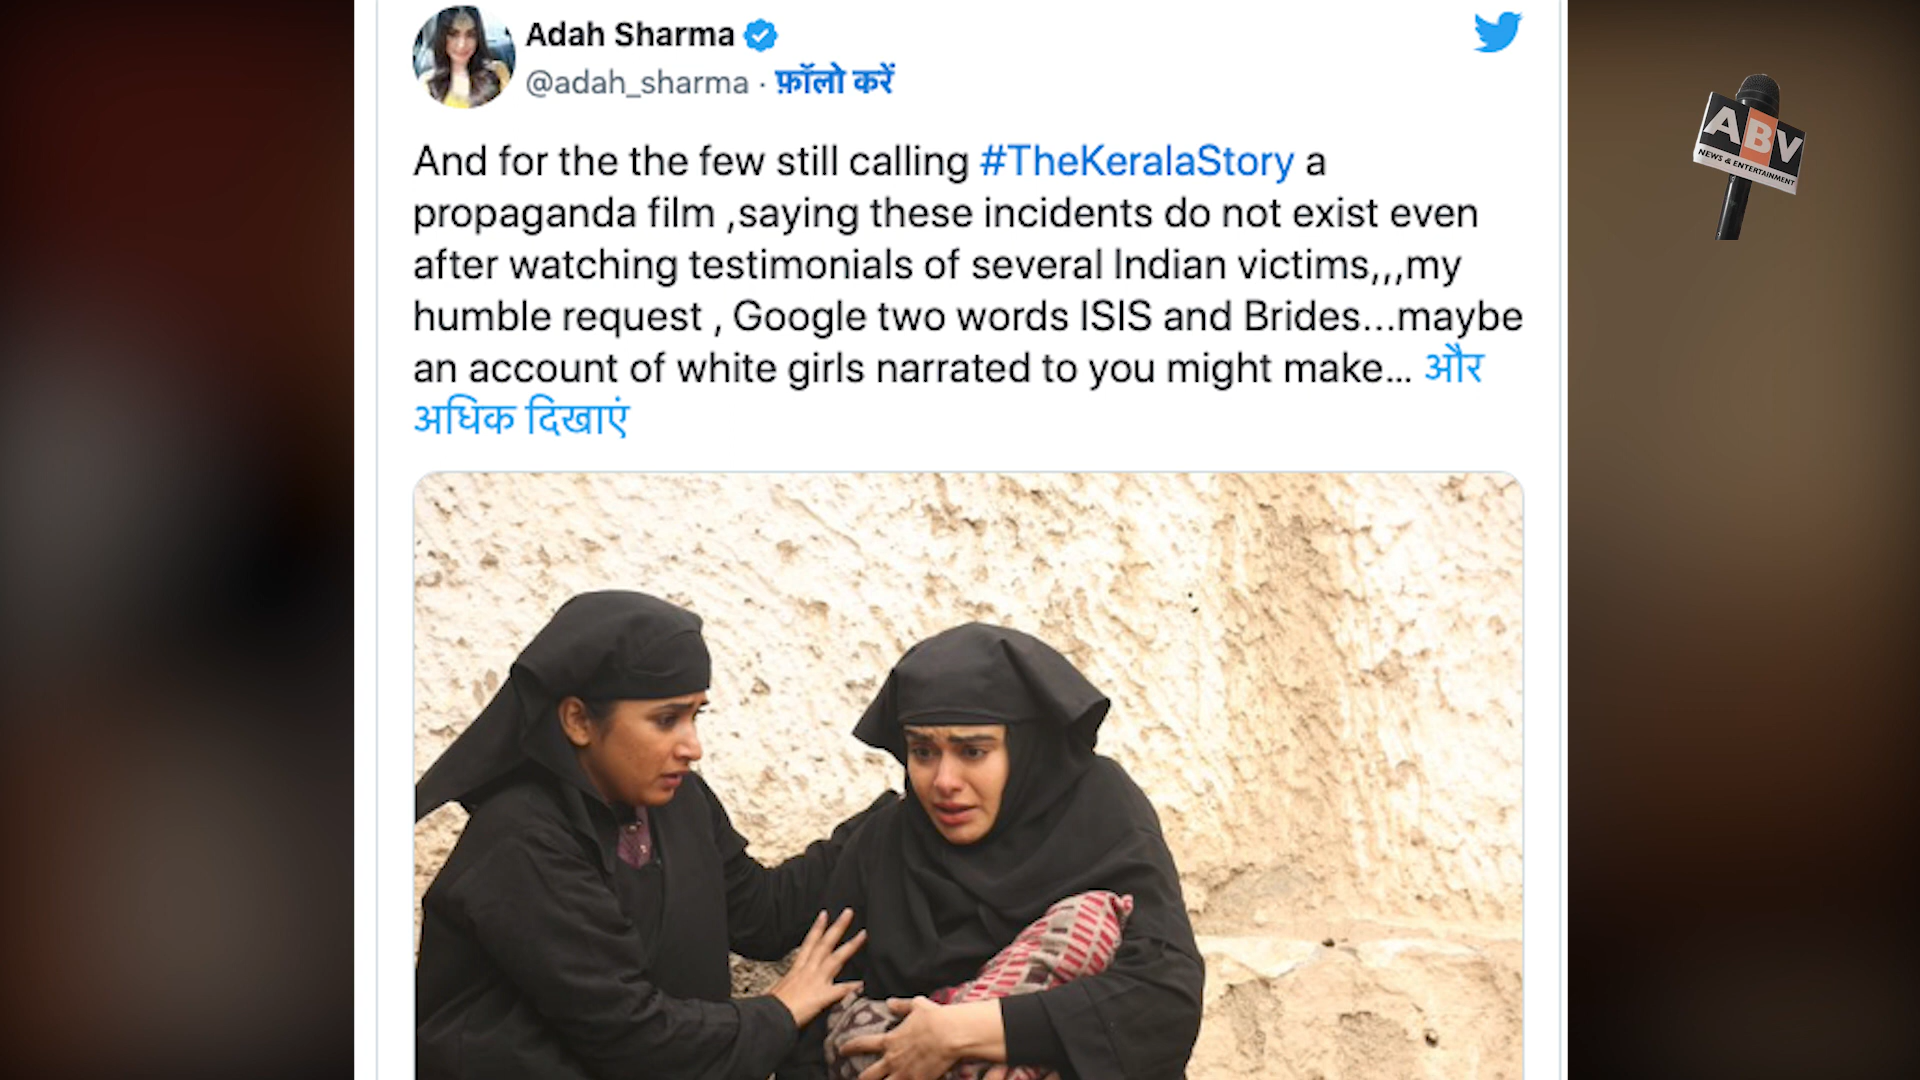 Adah Sharma
@adah_sharma · फ़ॉलो करें
And for the the few still calling #TheKeralaStory a
propaganda film ,saying these incidents do not exist even
after watching testimonials of several Indian victims,,,my
humble request , Google two words ISIS and Brides...maybe
an account of white girls narrated to you might make... और
अधिक दिखाएं
ABV
NEWS & ENTERTAINMENT